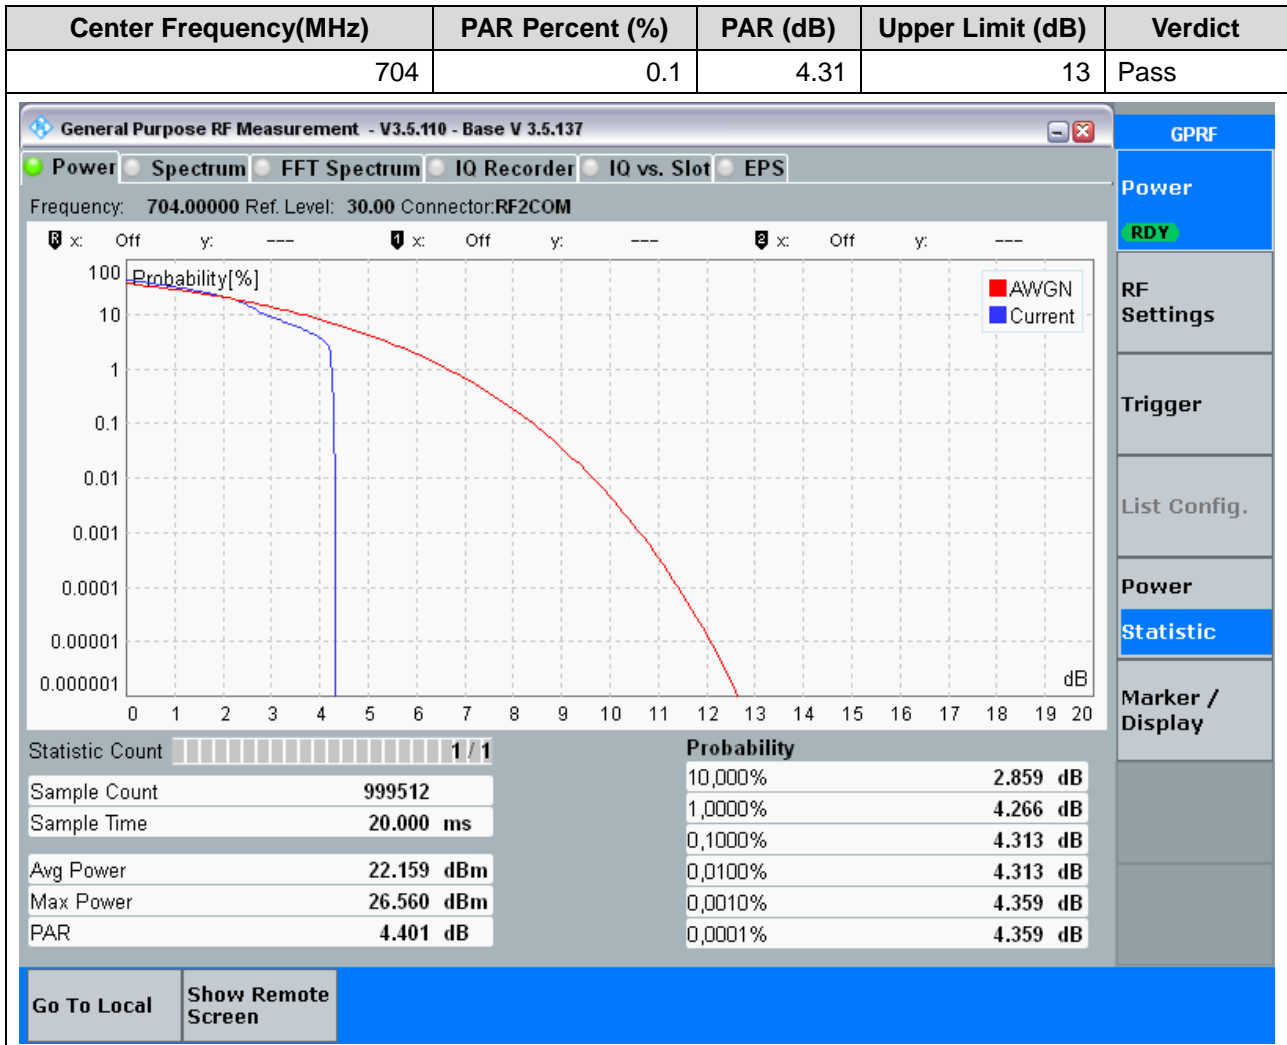 Center Frequency(MHz) PAR Percent (%) PAR (dB) Upper Limit (dB) Verdict
704 0.1 4.31 13 Pass
General Purpose RF Measurement - V3.5.110 - Base V 3.5.137
GPRF
Power Spectrum FFT Spectrum IQ Recorder IQ vs. Slot EPS
Power
RDY
Frequency: 704.00000 Ref. Level: 30.00 Connector:RF2COM
R x: Off y: --- 1 x: Off y: --- 2 x: Off y: ---
Probability[%]
AWGN
Current
100
10
1
0.1
0.01
0.001
0.0001
0.00001
0.000001
dB
0 1 2 3 4 5 6 7 8 9 10 11 12 13 14 15 16 17 18 19 20
RF
Settings
Trigger
List Config.
Power
Statistic
Marker /
Display
Statistic Count 1 / 1
Sample Count 999512
Sample Time 20.000 ms
Avg Power 22.159 dBm
Max Power 26.560 dBm
PAR 4.401 dB
Probability
10,000% 2.859 dB
1,0000% 4.266 dB
0,1000% 4.313 dB
0,0100% 4.313 dB
0,0010% 4.359 dB
0,0001% 4.359 dB
Go To Local
Show Remote
Screen